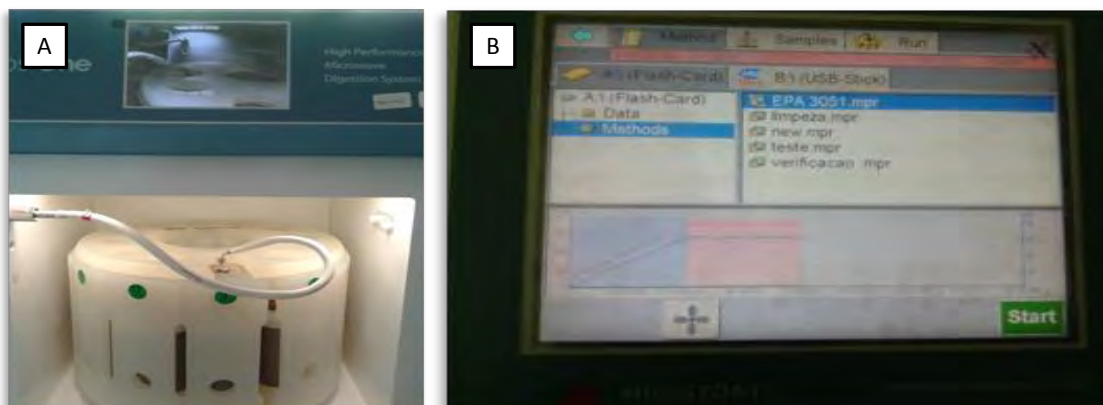 A
One
High Performance
Microwave
Digestion System
B
Method
Samples
Run
X
A:\ (Flash-Card)
B:\ (USB-Stick)
A:\ (Flash-Card)
Data
Methods
EPA 3051.mpr
limpeza.mpr
new.mpr
teste.mpr
verificacao .mpr
Start